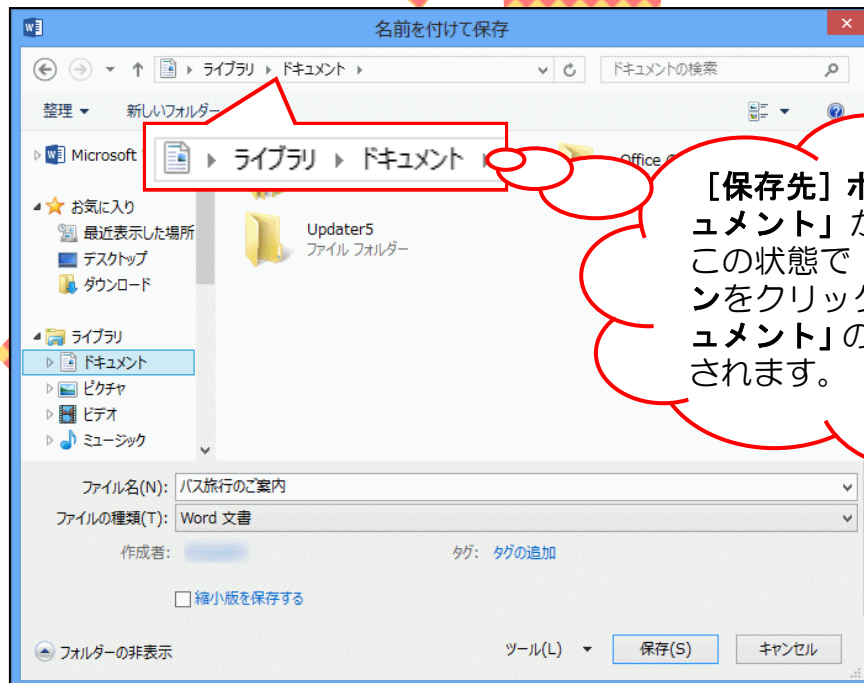 名前を付けて保存
ライブラリ ドキュメント
ドキュメントの検索
整理 新しいフォルダー
Microsoft
ライブラリ ドキュメント
Office
お気に入り
最近表示した場所
デスクトップ
ダウンロード
Updater5
ファイル フォルダー
ライブラリ
ドキュメント
ピクチャ
ビデオ
ミュージック
[保存先]
ュメント」
この状態で
ンをクリック
ュメント」の
されます。
ファイル名(N): バス旅行のご案内
ファイルの種類(T): Word 文書
作成者:
タグ: タグの追加
縮小版を保存する
フォルダーの非表示
ツール(L) 保存(S) キャンセル